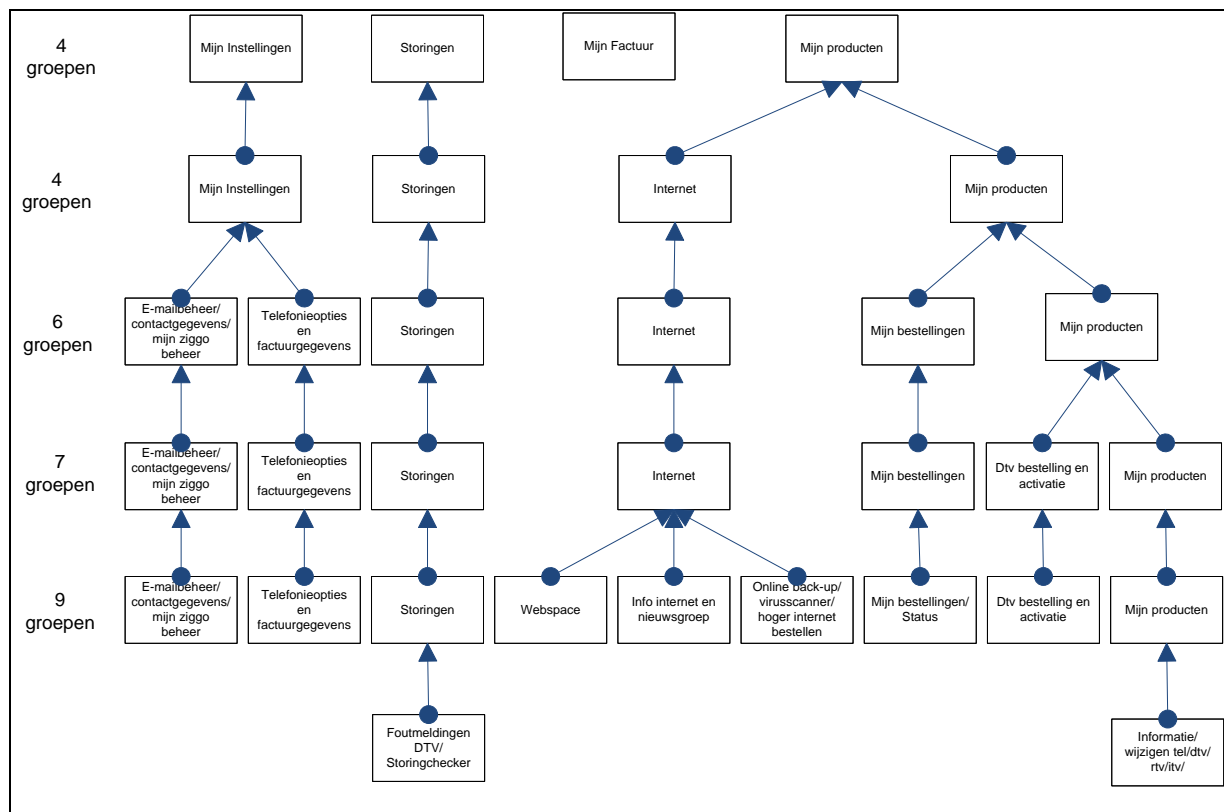 4
groepen
Mijn Instellingen
Storingen
Mijn Factuur
Mijn producten
4
groepen
Mijn Instellingen
Storingen
Internet
Mijn producten
6
groepen
E-mailbeheer/
contactgegevens/
mijn ziggo
beheer
Telefonieopties
en
factuurgegevens
Storingen
Internet
Mijn bestellingen
Mijn producten
7
groepen
E-mailbeheer/
contactgegevens/
mijn ziggo
beheer
Telefonieopties
en
factuurgegevens
Storingen
Internet
Mijn bestellingen
Dtv bestelling en
activatie
Mijn producten
9
groepen
E-mailbeheer/
contactgegevens/
mijn ziggo
beheer
Telefonieopties
en
factuurgegevens
Storingen
Webspace
Info internet en
nieuwsgroep
Online back-up/
virusscanner/
hoger internet
bestellen
Mijn bestellingen/
Status
Dtv bestelling en
activatie
Mijn producten
Foutmeldingen
DTV/
Storingchecker
Informatie/
wijzigen tel/dtv/
rtv/itv/